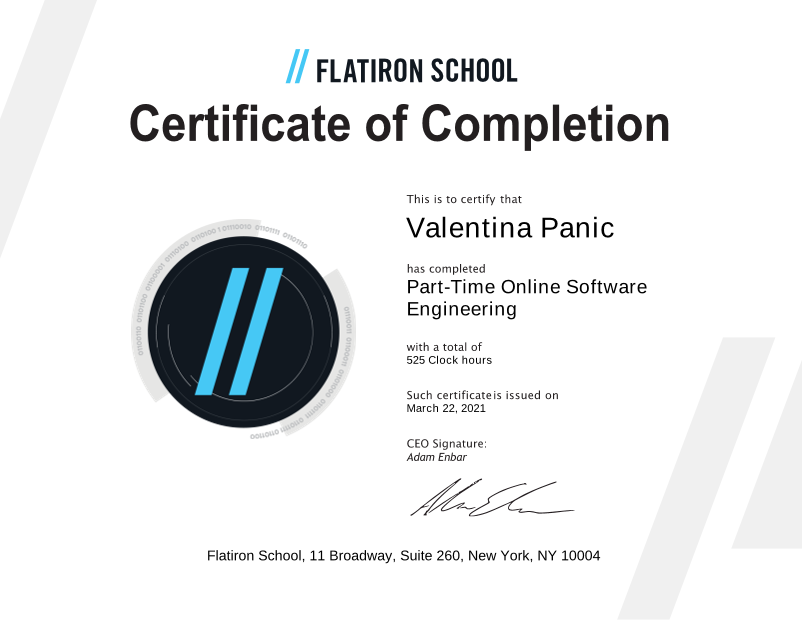 FLATIRON SCHOOL
Certificate of Completion
This is to certify that
Valentina Panic
has completed
Part-Time Online Software
Engineering
with a total of
525 Clock hours
Such certificate is issued on
March 22, 2021
CEO Signature:
Adam Enbar
Flatiron School, 11 Broadway, Suite 260, New York, NY 10004